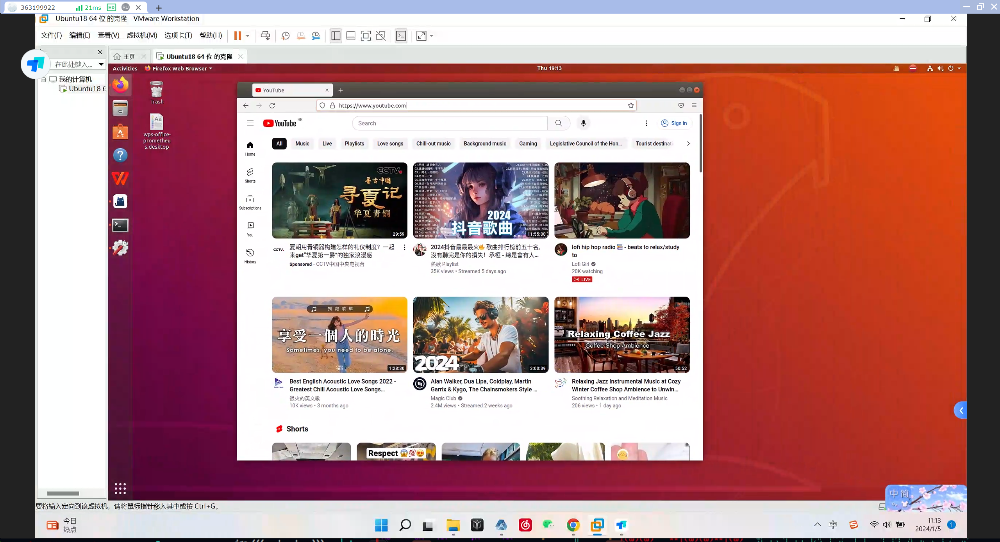 363199922
21ms
HD
RU
Ubuntu18 64 位 的克隆 - VMware Workstation
文件(F) 编辑(E) 查看(V) 虚拟机(M) 选项卡(T) 帮助(H)
在此处键入...
主页
Ubuntu18 64 位 的克隆
我的计算机
Ubuntu18 6
Activities
Firefox Web Browser
Thu 19:13
Trash
wps-office-
prometheu
s.desktop
YouTube
https://www.youtube.com
YouTube HK
Search
Sign in
Home
Shorts
Subscriptions
You
History
All
Music
Live
Playlists
Love songs
Chill-out music
Background music
Gaming
Legislative Council of the Hon...
Tourist destinati
CCTV.
寻古中国
寻夏记
华夏青铜
29:59
2024
抖音歌曲
11:55:00
CCTV.
夏朝用青铜器构建怎样的礼仪制度？一起
来get“华夏第一爵”的独家浪漫感
Sponsored · CCTV中国中央电视台
2024抖音最最最火🔥 歌曲排行榜前五十名,
沒有聽完是你的損失！承桓 - 總是會有人...
熱歌 Playlist
35K views • Streamed 5 days ago
lofi hip hop radio 📚 - beats to relax/study
to
Lofi Girl
20K watching
LIVE
獨處歌單
享受一個人的時光
Sometimes, you need to be alone.
CHILL
VIBES
1:28:30
2024
3:00:39
COFFEE MENU
Relaxing Coffee Jazz
Coffee Shop Ambience
50:52
Best English Acoustic Love Songs 2022 -
Greatest Chill Acoustic Love Songs...
很火的英文歌
10K views • 3 months ago
Alan Walker, Dua Lipa, Coldplay, Martin
Garrix & Kygo, The Chainsmokers Style ...
Magic Club
2.4M views • Streamed 2 weeks ago
Relaxing Jazz Instrumental Music at Cozy
Winter Coffee Shop Ambience to Unwin...
Soothing Relaxation and Meditation Music
206 views • 1 day ago
Shorts
Respect 😱💯😍
中 简
要将输入定向到该虚拟机，请将鼠标指针移入其中或按 Ctrl+G。
今日
热点
中
11:13
2024/1/5
1